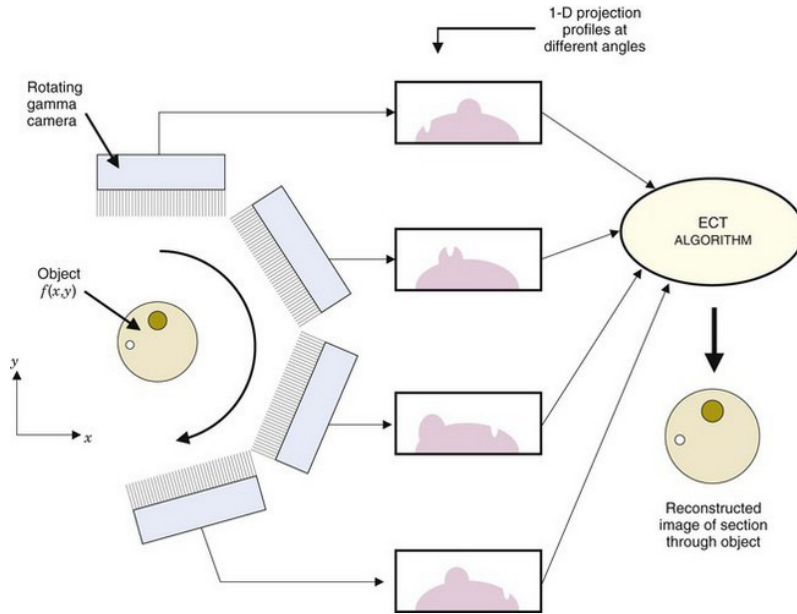 1-D projection
profiles at
different angles
Rotating
gamma
camera
ECT
ALGORITHM
Object
f(x,y)
y
x
Reconstructed
image of section
through object